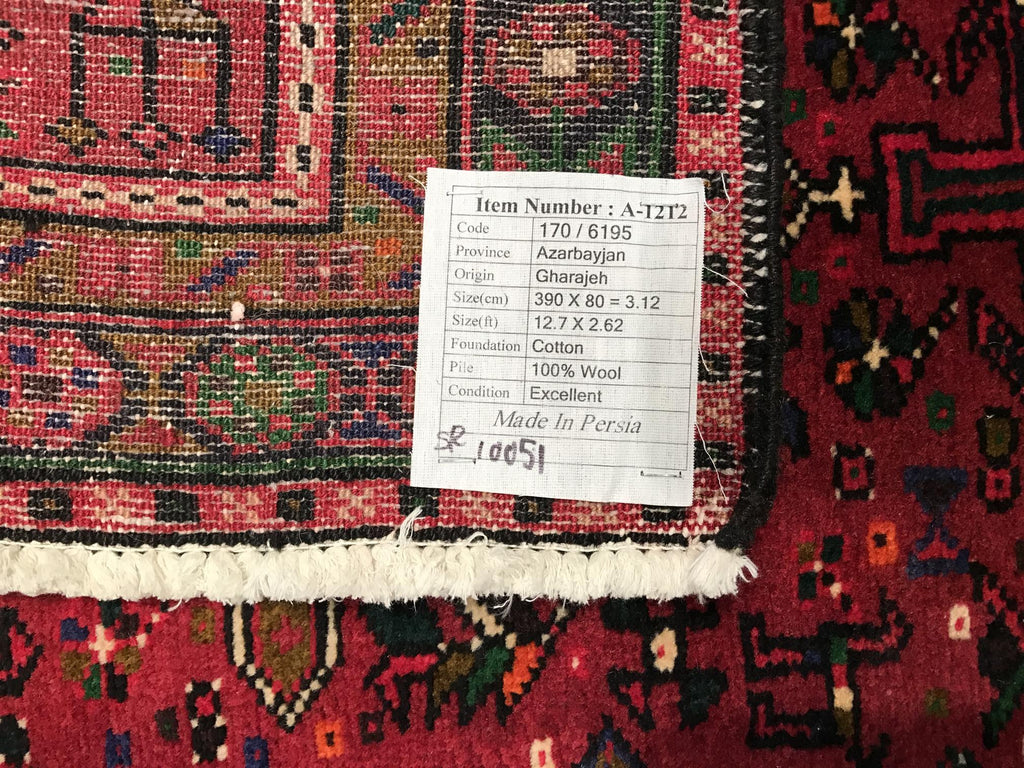 Item Number : A-1212
Code 170 / 6195
Province Azarbayjan
Origin Gharajeh
Size(cm) 390 X 80 = 3.12
Size(ft) 12.7 X 2.62
Foundation Cotton
Pile 100% Wool
Condition Excellent
Made In Persia
SR 10051